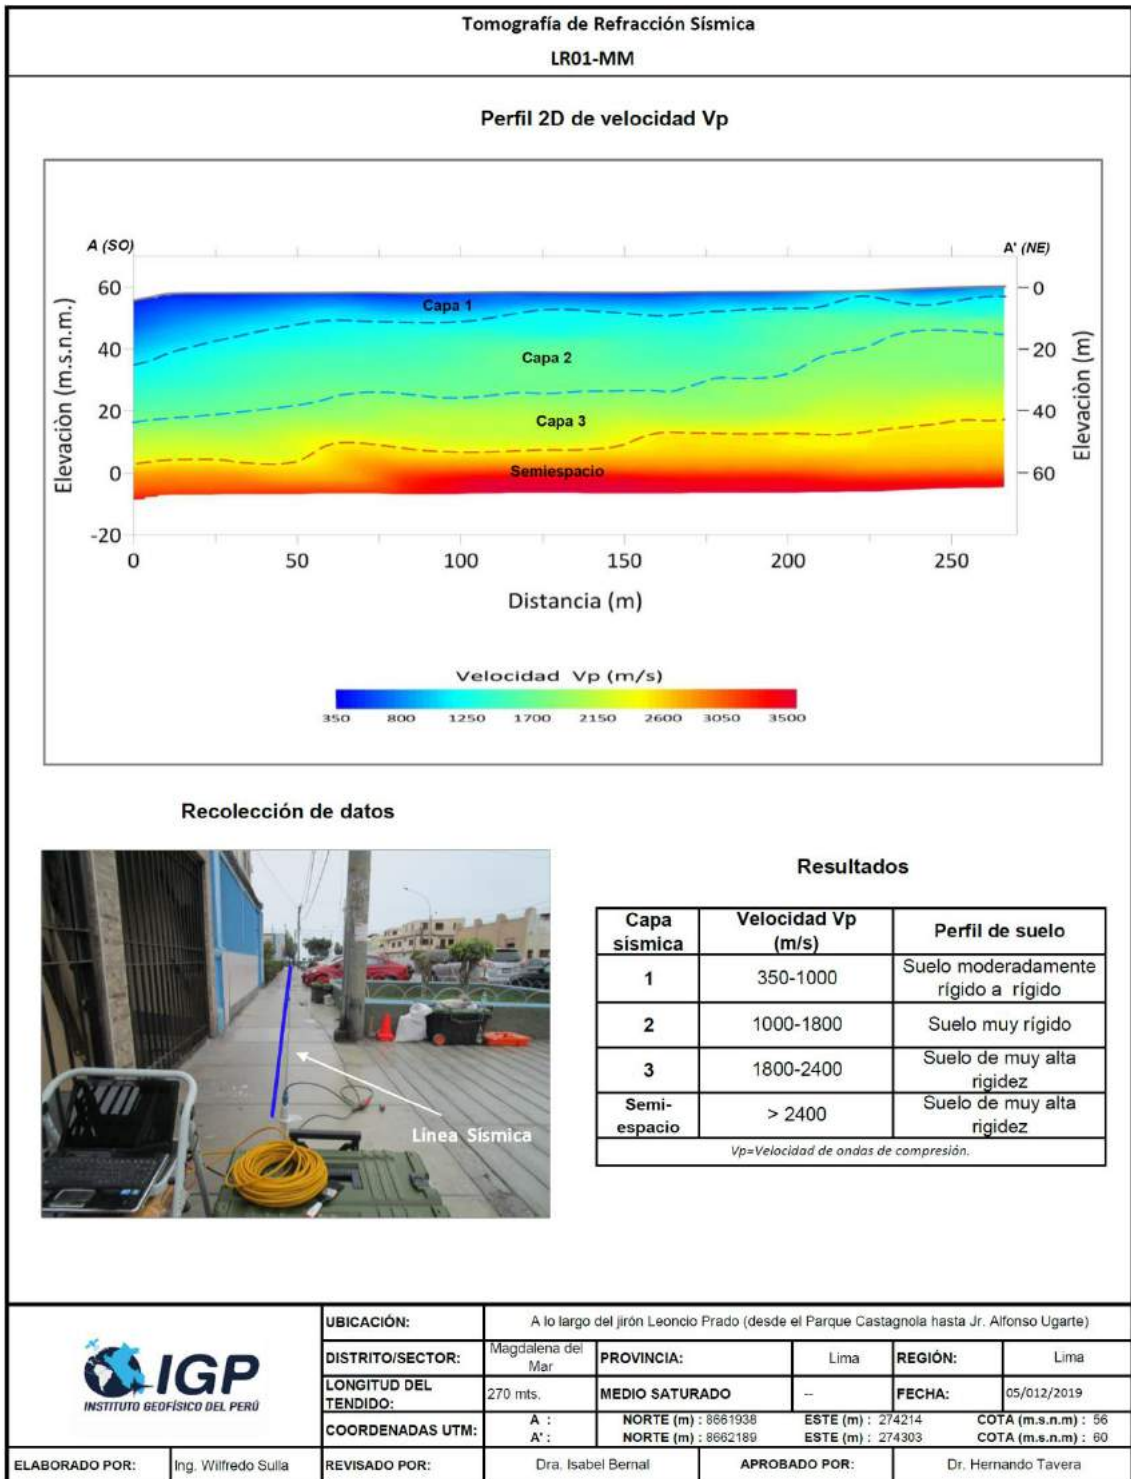 Tomografía de Refracción Sísmica
LR01-MM
Perfil 2D de velocidad Vp
A (SO)
A' (NE)
Elevaciòn (m.s.n.m.)
60
40
20
0
-20
0
20
40
60
Elevaciòn (m)
Capa 1
Capa 2
Capa 3
Semiespacio
0 50 100 150 200 250
Distancia (m)
Velocidad Vp (m/s)
350 800 1250 1700 2150 2600 3050 3500
Recolección de datos
Línea Sísmica
Resultados
Capa sísmica Velocidad Vp (m/s) Perfil de suelo
1 350-1000 Suelo moderadamente rígido a rígido
2 1000-1800 Suelo muy rígido
3 1800-2400 Suelo de muy alta rigidez
Semi-espacio > 2400 Suelo de muy alta rigidez
Vp=Velocidad de ondas de compresión.
IGP
INSTITUTO GEOFÍSICO DEL PERÚ
UBICACIÓN: A lo largo del jirón Leoncio Prado (desde el Parque Castagnola hasta Jr. Alfonso Ugarte)
DISTRITO/SECTOR: Magdalena del Mar PROVINCIA: Lima REGIÓN: Lima
LONGITUD DEL TENDIDO: 270 mts. MEDIO SATURADO -- FECHA: 05/012/2019
COORDENADAS UTM: A : NORTE (m) : 8661938 ESTE (m) : 274214 COTA (m.s.n.m.) : 56
A' : NORTE (m) : 8662189 ESTE (m) : 274303 COTA (m.s.n.m.) : 60
ELABORADO POR: Ing. Wilfredo Sulla REVISADO POR: Dra. Isabel Bernal APROBADO POR: Dr. Hernando Tavera